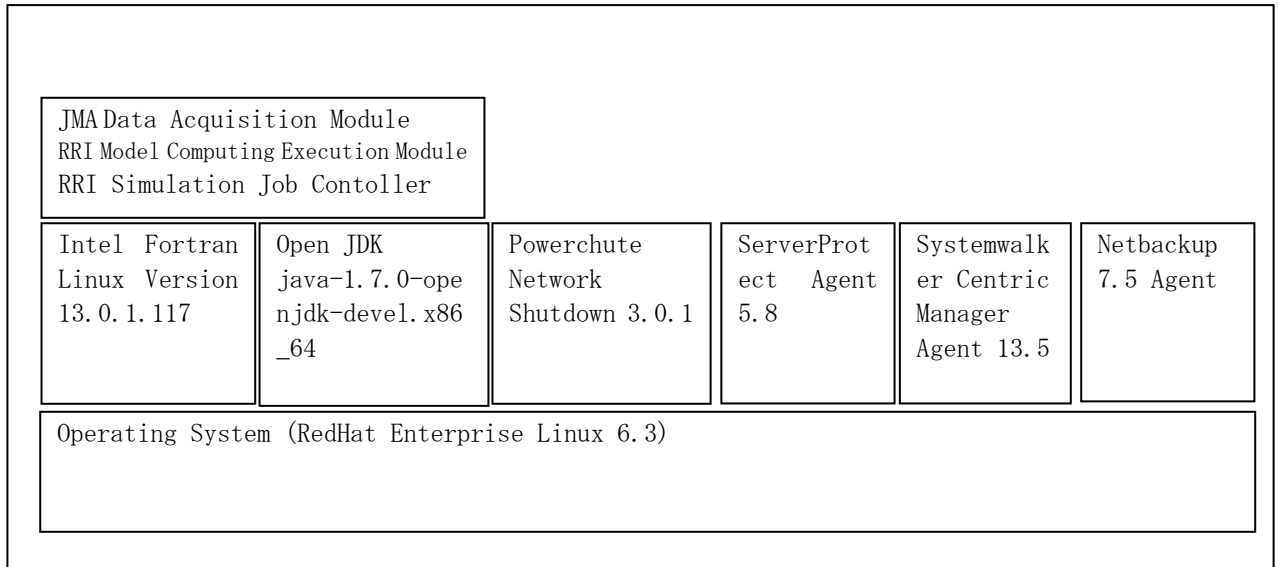 JMA Data Acquisition Module
RRI Model Computing Execution Module
RRI Simulation Job Contoller
Intel Fortran
Linux Version
13.0.1.117
Open JDK
java-1.7.0-ope
njdk-devel.x86
_64
Powerchute
Network
Shutdown 3.0.1
ServerProt
ect Agent
5.8
Systemwalk
er Centric
Manager
Agent 13.5
Netbackup
7.5 Agent
Operating System (RedHat Enterprise Linux 6.3)